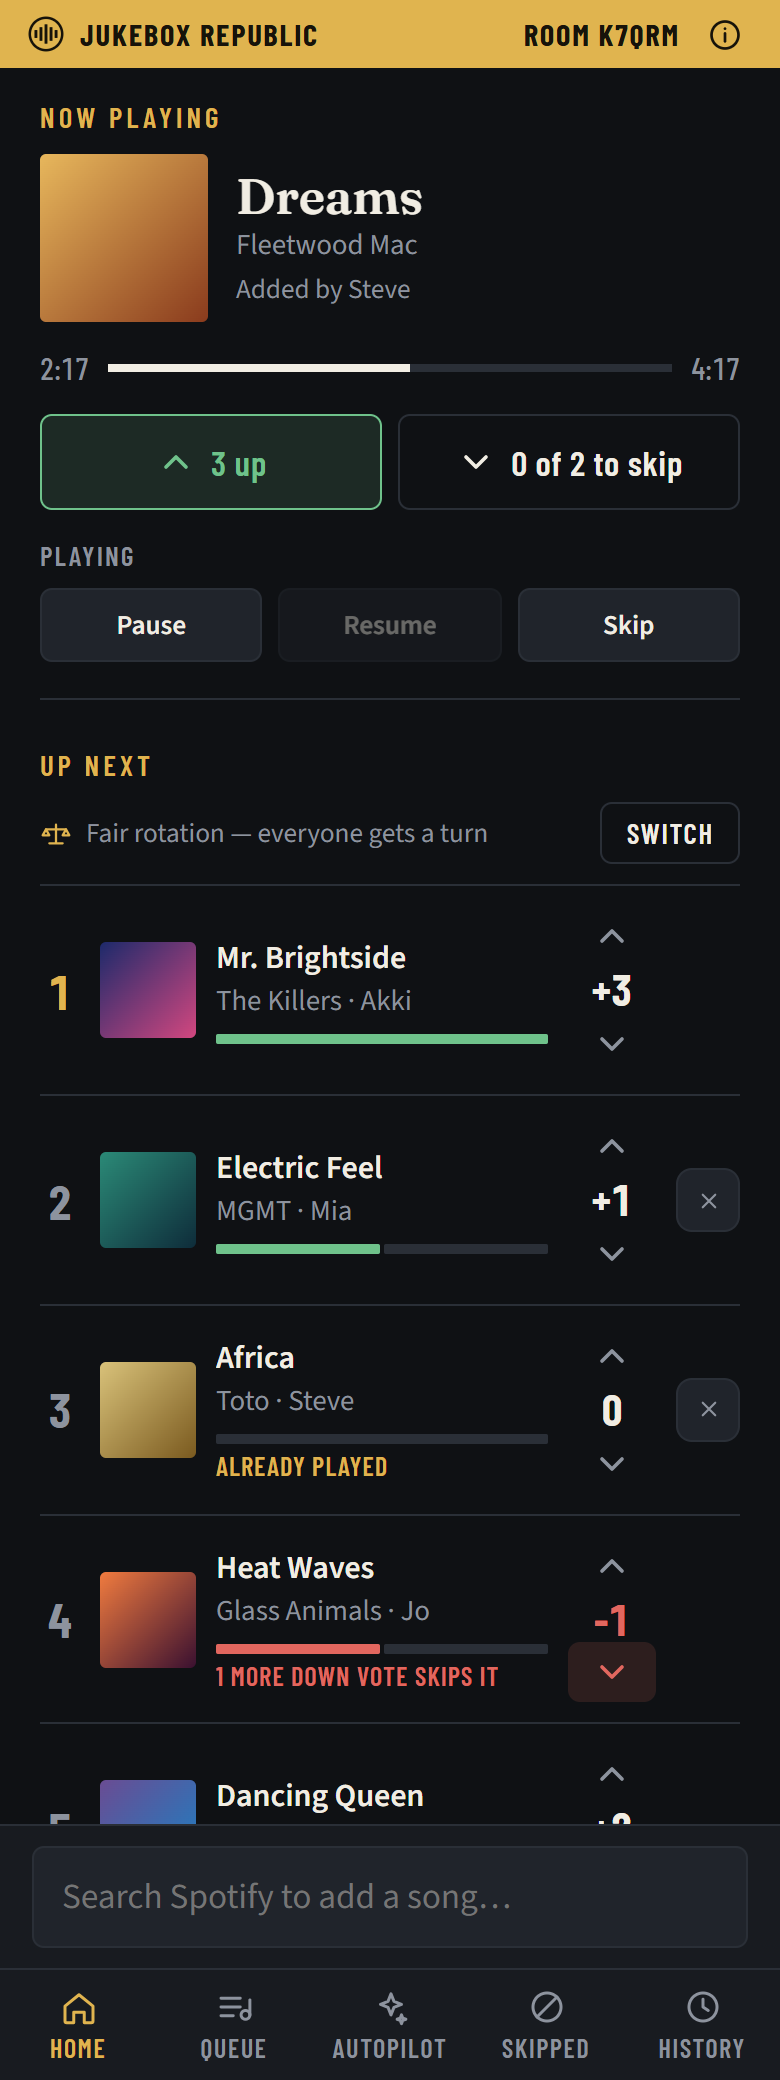 JUKEBOX REPUBLIC
ROOM K7QRM
NOW PLAYING
Dreams
Fleetwood Mac
Added by Steve
2:17
4:17
3 up
0 of 2 to skip
PLAYING
Pause
Resume
Skip
UP NEXT
Fair rotation — everyone gets a turn
SWITCH
1
Mr. Brightside
The Killers · Akki
+3
2
Electric Feel
MGMT · Mia
+1
3
Africa
Toto · Steve
ALREADY PLAYED
0
4
Heat Waves
Glass Animals · Jo
1 MORE DOWN VOTE SKIPS IT
-1
Dancing Queen
Search Spotify to add a song…
HOME
QUEUE
AUTOPILOT
SKIPPED
HISTORY